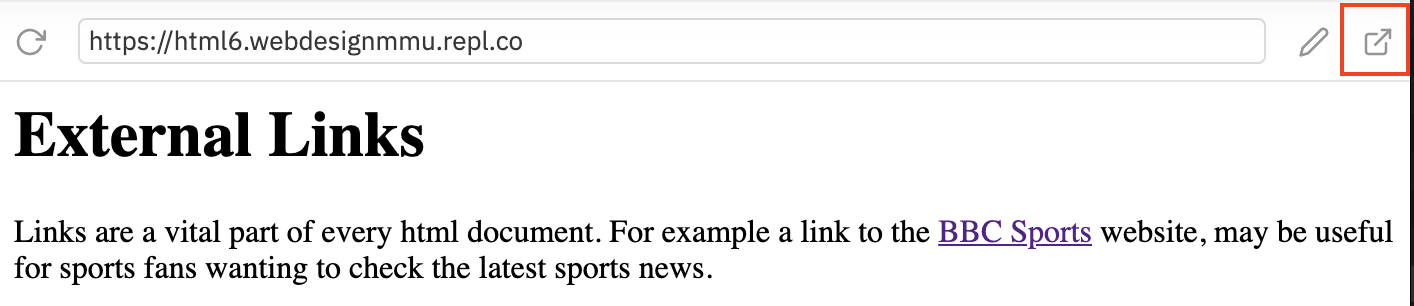 https://html6.webdesignmmu.repl.co
External Links
Links are a vital part of every html document. For example a link to the BBC Sports website, may be useful
for sports fans wanting to check the latest sports news.